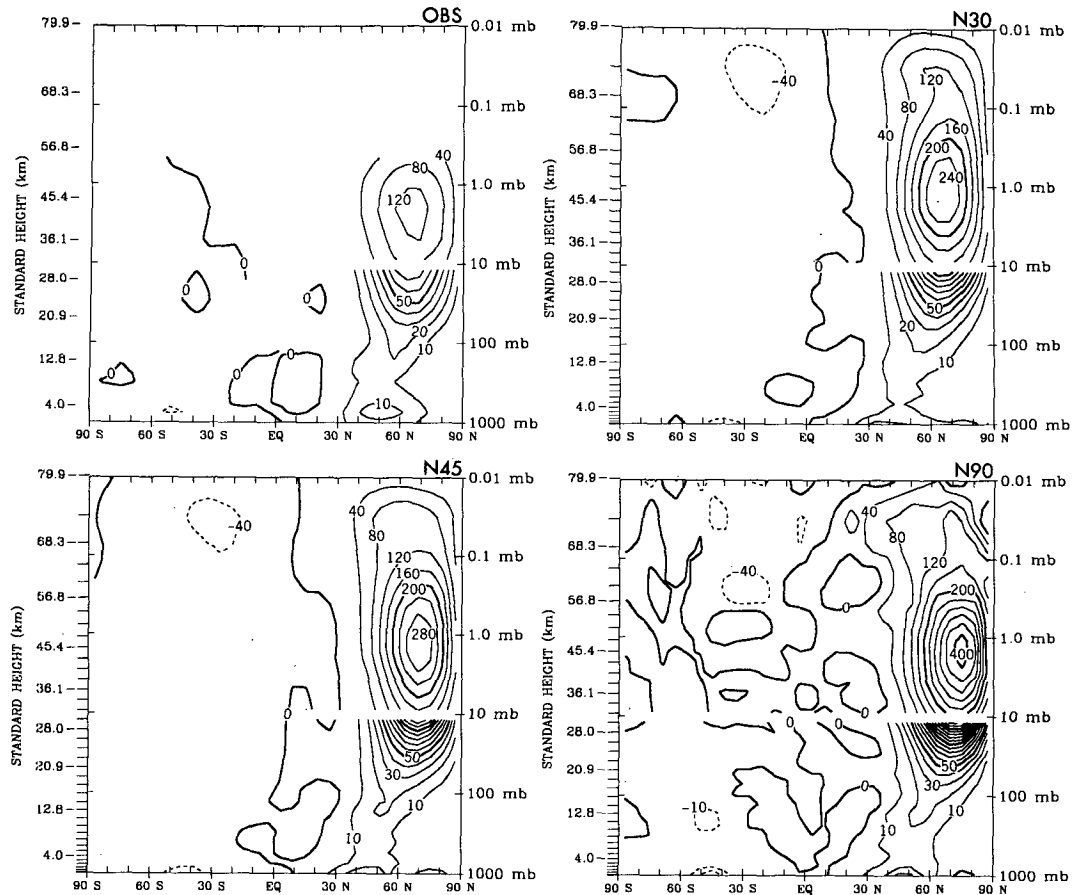 OBS
79.9
68.3
56.8
45.4
36.1
28.0
20.9
12.8
4.0
STANDARD HEIGHT (km)
0.01 mb
0.1 mb
1.0 mb
10 mb
100 mb
1000 mb
40
80
120
50
20
10
10
0
0
0
0
0
0
90 S 60 S 30 S EQ 30 N 60 N 90 N
N30
79.9
68.3
56.8
45.4
36.1
28.0
20.9
12.8
4.0
STANDARD HEIGHT (km)
0.01 mb
0.1 mb
1.0 mb
10 mb
100 mb
1000 mb
-40
120
80
40
160
200
240
50
20
10
0
0
90 S 60 S 30 S EQ 30 N 60 N 90 N
N45
79.9
68.3
56.8
45.4
36.1
28.0
20.9
12.8
4.0
STANDARD HEIGHT (km)
0.01 mb
0.1 mb
1.0 mb
10 mb
100 mb
1000 mb
-40
40
80
120
160
200
280
50
30
10
10
0
0
90 S 60 S 30 S EQ 30 N 60 N 90 N
N90
79.9
68.3
56.8
45.4
36.1
28.0
20.9
12.8
4.0
STANDARD HEIGHT (km)
0.01 mb
0.1 mb
1.0 mb
10 mb
100 mb
1000 mb
40
80
120
200
400
-40
0
0
0
0
0
0
50
30
10
10
-10
90 S 60 S 30 S EQ 30 N 60 N 90 N